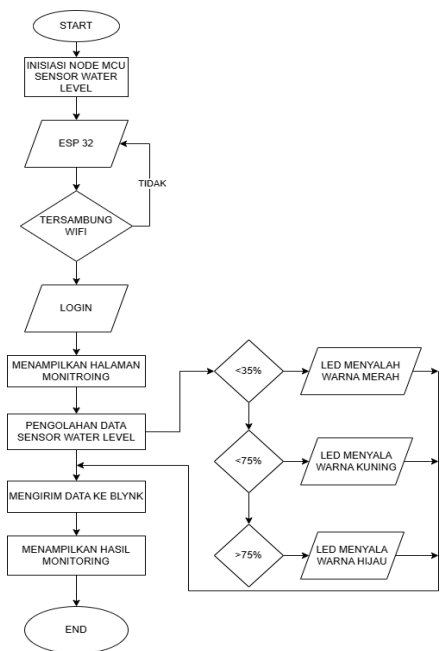 START
INISIASI NODE MCU
SENSOR WATER
LEVEL
ESP 32
TIDAK
TERSAMBUNG
WIFI
LOGIN
MENAMPILKAN HALAMAN
MONITROING
PENGOLAHAN DATA
SENSOR WATER LEVEL
<35%
LED MENYALAH
WARNA MERAH
<75%
LED MENYALA
WARNA KUNING
>75%
LED MENYALA
WARNA HIJAU
MENGIRIM DATA KE BLYNK
MENAMPILKAN HASIL
MONITORING
END